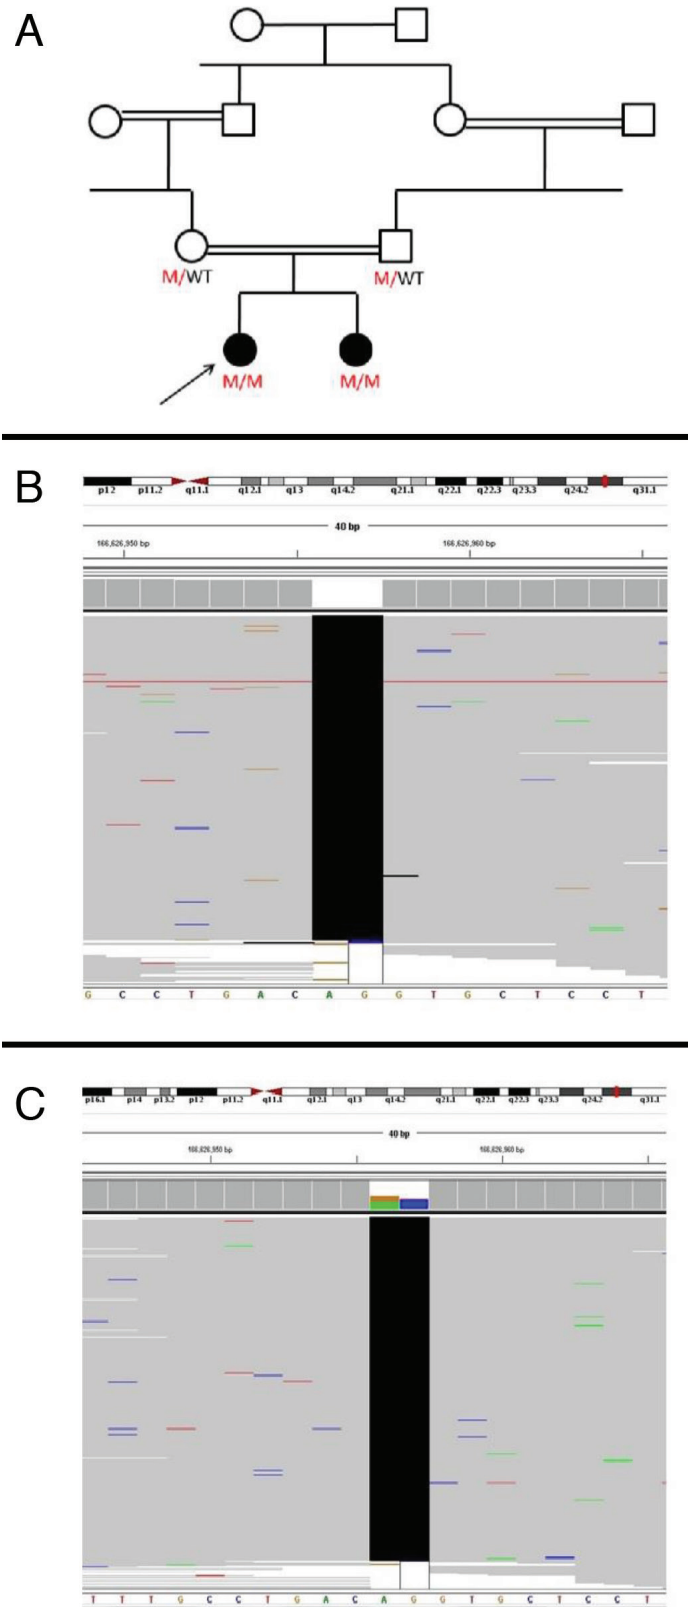 A
M/WT M/WT
M/M M/M
B
p12 p11.2 q11.1 q12.1 q13 q14.2 q21.1 q22.1 q22.3 q23.3 q24.2 q31.1
40 bp
166,626,950 bp 166,626,960 bp
G C C T G A C A G G T G C T C C T
C
p16.1 p14 p13.2 p12 p11.2 q11.1 q12.1 q13 q14.2 q21.1 q22.1 q22.3 q23.3 q24.2 q31.1
40 bp
166,626,950 bp 166,626,960 bp
T T T G C C T G A C A G G T G C T C C T